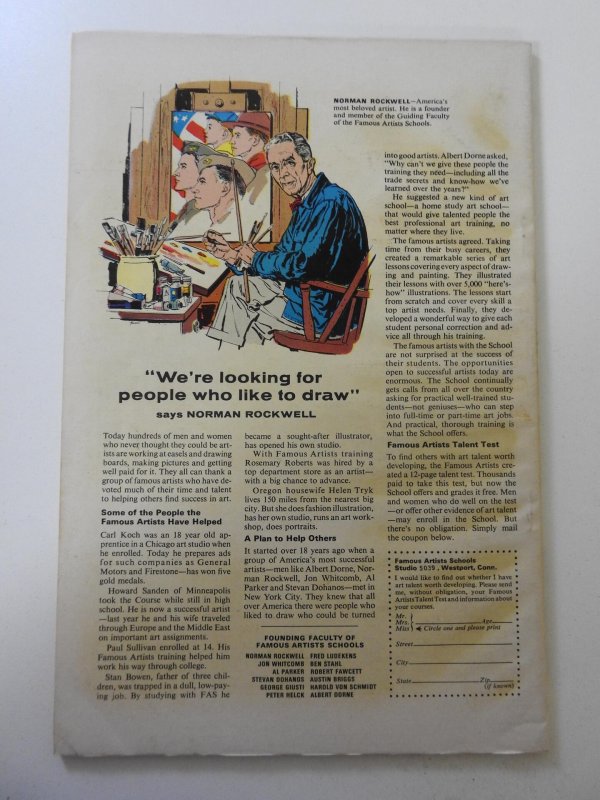 NORMAN ROCKWELL—America's
most beloved artist. He is a founder
and member of the Guiding Faculty
of the Famous Artists Schools.
"We're looking for
people who like to draw"
says NORMAN ROCKWELL
Today hundreds of men and women
who never thought they could be art-
ists are working at easels and drawing
boards, making pictures and getting
well paid for it. They all can thank a
group of famous artists who have de-
voted much of their time and talent
to helping others find success in art.
Some of the People the
Famous Artists Have Helped
Carl Koch was an 18 year old ap-
prentice in a Chicago art studio when
he enrolled. Today he prepares ads
for such companies as General
Motors and Firestone—has won five
gold medals.
Howard Sanden of Minneapolis
took the Course while still in high
school. He is now a successful artist
—last year he and his wife traveled
through Europe and the Middle East
on important art assignments.
Paul Sullivan enrolled at 14. His
Famous Artists training helped him
work his way through college.
Stan Bowen, father of three chil-
dren, was trapped in a dull, low-pay-
ing job. By studying with FAS he
became a sought-after illustrator,
has opened his own studio.
With Famous Artists training
Rosemary Roberts was hired by a
top department store as an artist—
with a big chance to advance.
Oregon housewife Helen Tryk
lives 150 miles from the nearest big
city. But she does fashion illustration,
has her own studio, runs an art work-
shop, does portraits.
A Plan to Help Others
It started over 18 years ago when a
group of America's most successful
artists—men like Albert Dorne, Nor-
man Rockwell, Jon Whitcomb, Al
Parker and Stevan Dohanos—met in
New York City. They knew that all
over America there were people who
liked to draw who could be turned
FOUNDING FACULTY OF
FAMOUS ARTISTS SCHOOLS
NORMAN ROCKWELL FRED LUDEKENS
JON WHITCOMB BEN STAHL
AL PARKER ROBERT FAWCETT
STEVAN DOHANOS AUSTIN BRIGGS
GEORGE GIUSTI HAROLD VON SCHMIDT
PETER HELCK ALBERT DORNE
into good artists. Albert Dorne asked,
"Why can't we give these people the
training they need—including all the
trade secrets and know-how we've
learned over the years?"
He suggested a new kind of art
school—a home study art school—
that would give talented people the
best professional art training, no
matter where they live.
The famous artists agreed. Taking
time from their busy careers, they
created a remarkable series of art
lessons covering every aspect of draw-
ing and painting. They illustrated
their lessons with over 5,000 "here's-
how" illustrations. The lessons start
from scratch and cover every skill a
top artist needs. Finally, they de-
veloped a wonderful way to give each
student personal correction and ad-
vice all through his training.
The famous artists with the School
are not surprised at the success of
their students. The opportunities
open to successful artists today are
enormous. The School continually
gets calls from all over the country
asking for practical well-trained stu-
dents—not geniuses—who can step
into full-time or part-time art jobs.
And practical, thorough training is
what the School offers.
Famous Artists Talent Test
To find others with art talent worth
developing, the Famous Artists cre-
ated a 12-page talent test. Thousands
paid to take this test, but now the
School offers and grades it free. Men
and women who do well on the test
—or offer other evidence of art talent
—may enroll in the School. But
there's no obligation. Simply mail
the coupon below.
Famous Artists Schools
Studio 5039, Westport, Conn.
I would like to find out whether I have
art talent worth developing. Please send
me, without obligation, your Famous
Artists Talent Test and information about
your courses.
Mr.
Mrs. Age
Miss Circle one and please print
Street
City
State Zip
(if known)